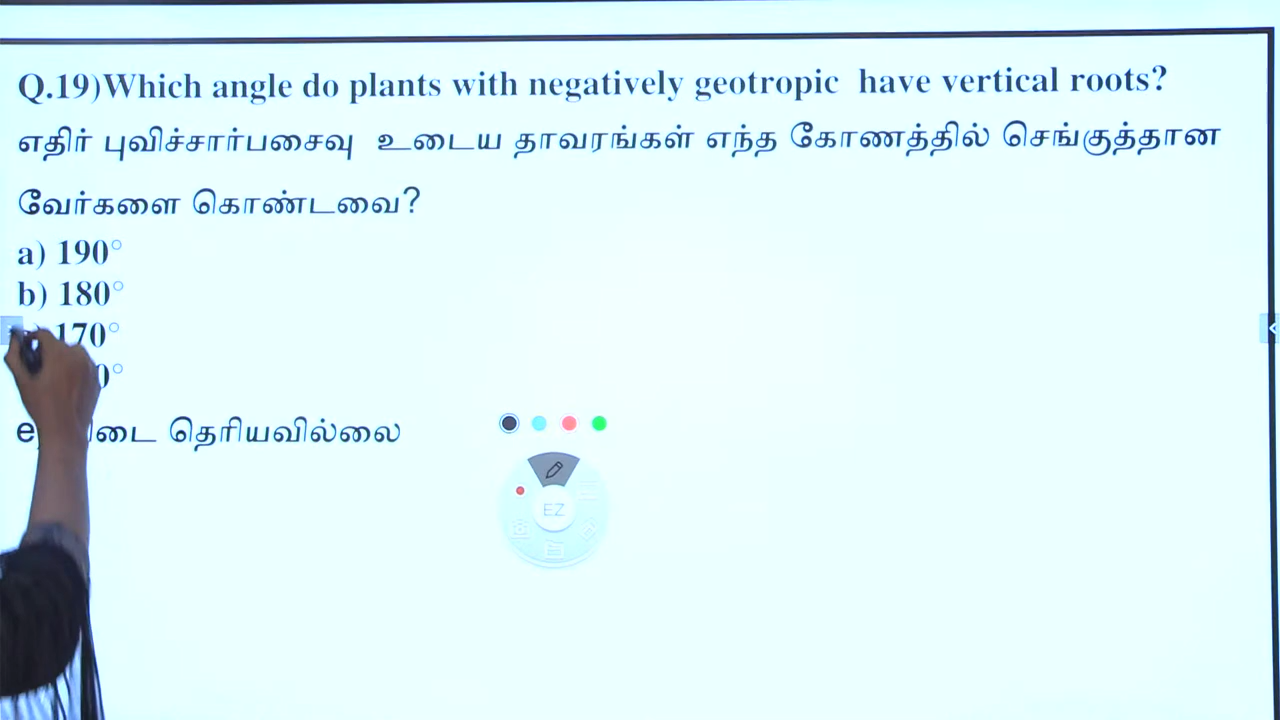 Q.19)Which angle do plants with negatively geotropic have vertical roots?
எதிர் புவிச்சார்பசைவு உடைய தாவரங்கள் எந்த கோணத்தில் செங்குத்தான
வேர்களை கொண்டவை?
a) 190°
b) 180°
170°
தெரியவில்லை
EZ